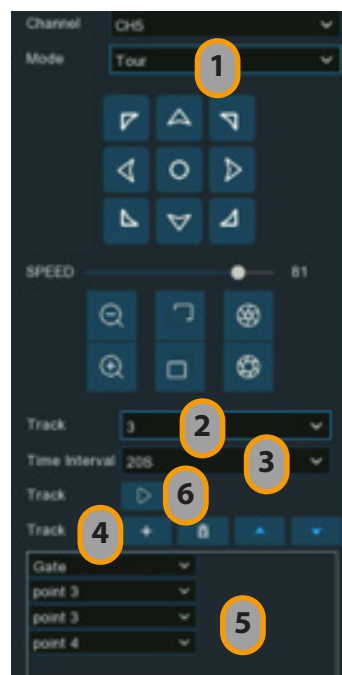 Channel CH5
Mode Tour
1
SPEED 81
Track 3
2
Time Interval 20S
3
Track
6
Track
4
Gate
point 3
point 3
point 4
5